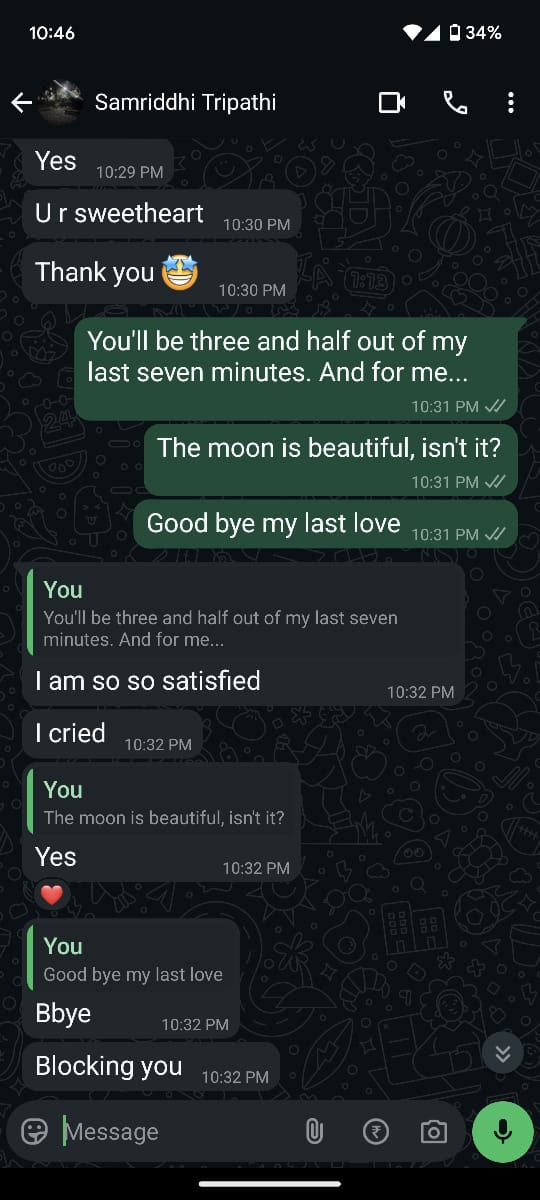 10:46
34%
Samriddhi Tripathi
Yes 10:29 PM
U r sweetheart 10:30 PM
Thank you 🤩 10:30 PM
You'll be three and half out of my
last seven minutes. And for me...
10:31 PM
The moon is beautiful, isn't it?
10:31 PM
Good bye my last love 10:31 PM
You
You'll be three and half out of my last seven
minutes. And for me...
I am so so satisfied 10:32 PM
I cried 10:32 PM
You
The moon is beautiful, isn't it?
Yes 10:32 PM
❤️
You
Good bye my last love
Bbye 10:32 PM
Blocking you 10:32 PM
Message